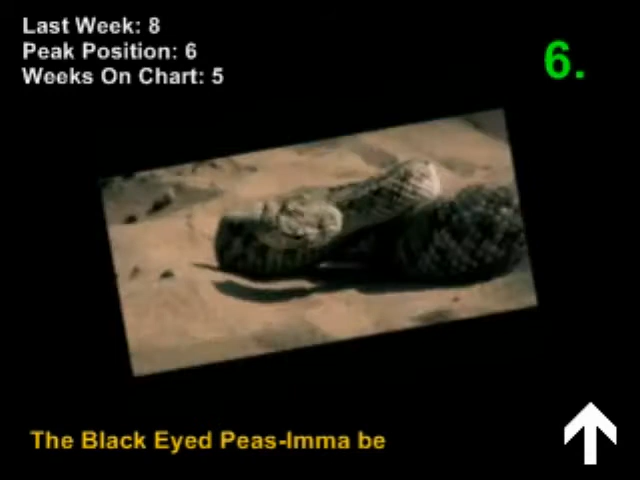 Last Week: 8
Peak Position: 6
Weeks On Chart: 5
6.
The Black Eyed Peas-Imma be